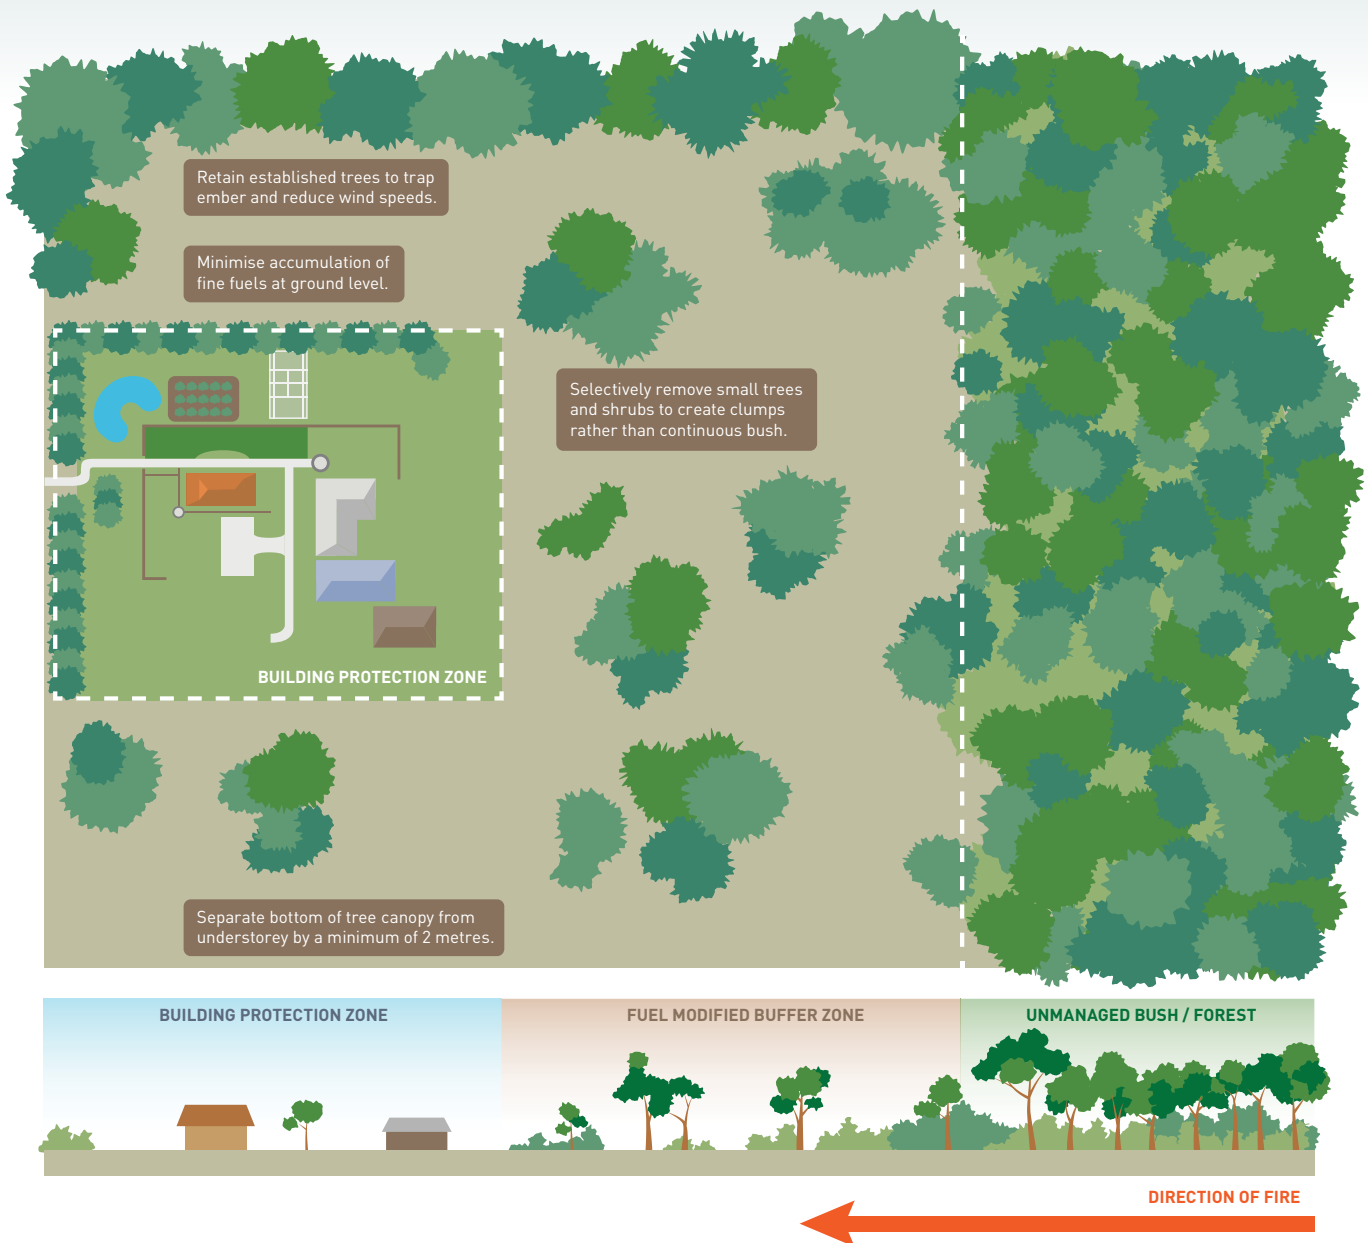 Retain established trees to trap
ember and reduce wind speeds.
Minimise accumulation of
fine fuels at ground level.
Selectively remove small trees
and shrubs to create clumps
rather than continuous bush.
BUILDING PROTECTION ZONE
Separate bottom of tree canopy from
understorey by a minimum of 2 metres.
BUILDING PROTECTION ZONE
FUEL MODIFIED BUFFER ZONE
UNMANAGED BUSH / FOREST
DIRECTION OF FIRE